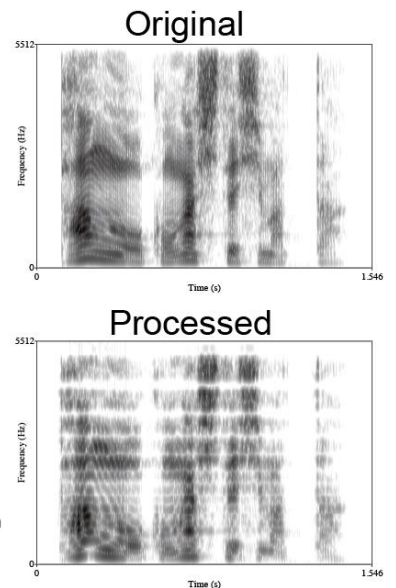 Original
5512
Frequency (Hz)
0
0
1.546
Time (s)
Processed
5512
Frequency (Hz)
0
0
1.546
Time (s)